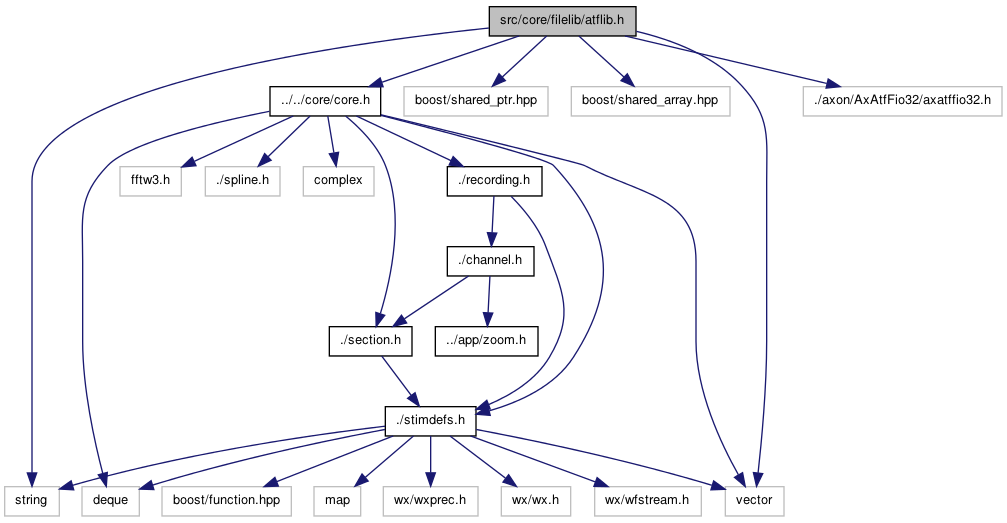 src/core/filelib/atflib.h
../../core/core.h
boost/shared_ptr.hpp
boost/shared_array.hpp
./axon/AxAtfFio32/axatffio32.h
fftw3.h
./spline.h
complex
./recording.h
./channel.h
./section.h
../app/zoom.h
./stimdefs.h
string
deque
boost/function.hpp
map
wx/wxprec.h
wx/wx.h
wx/wfstream.h
vector